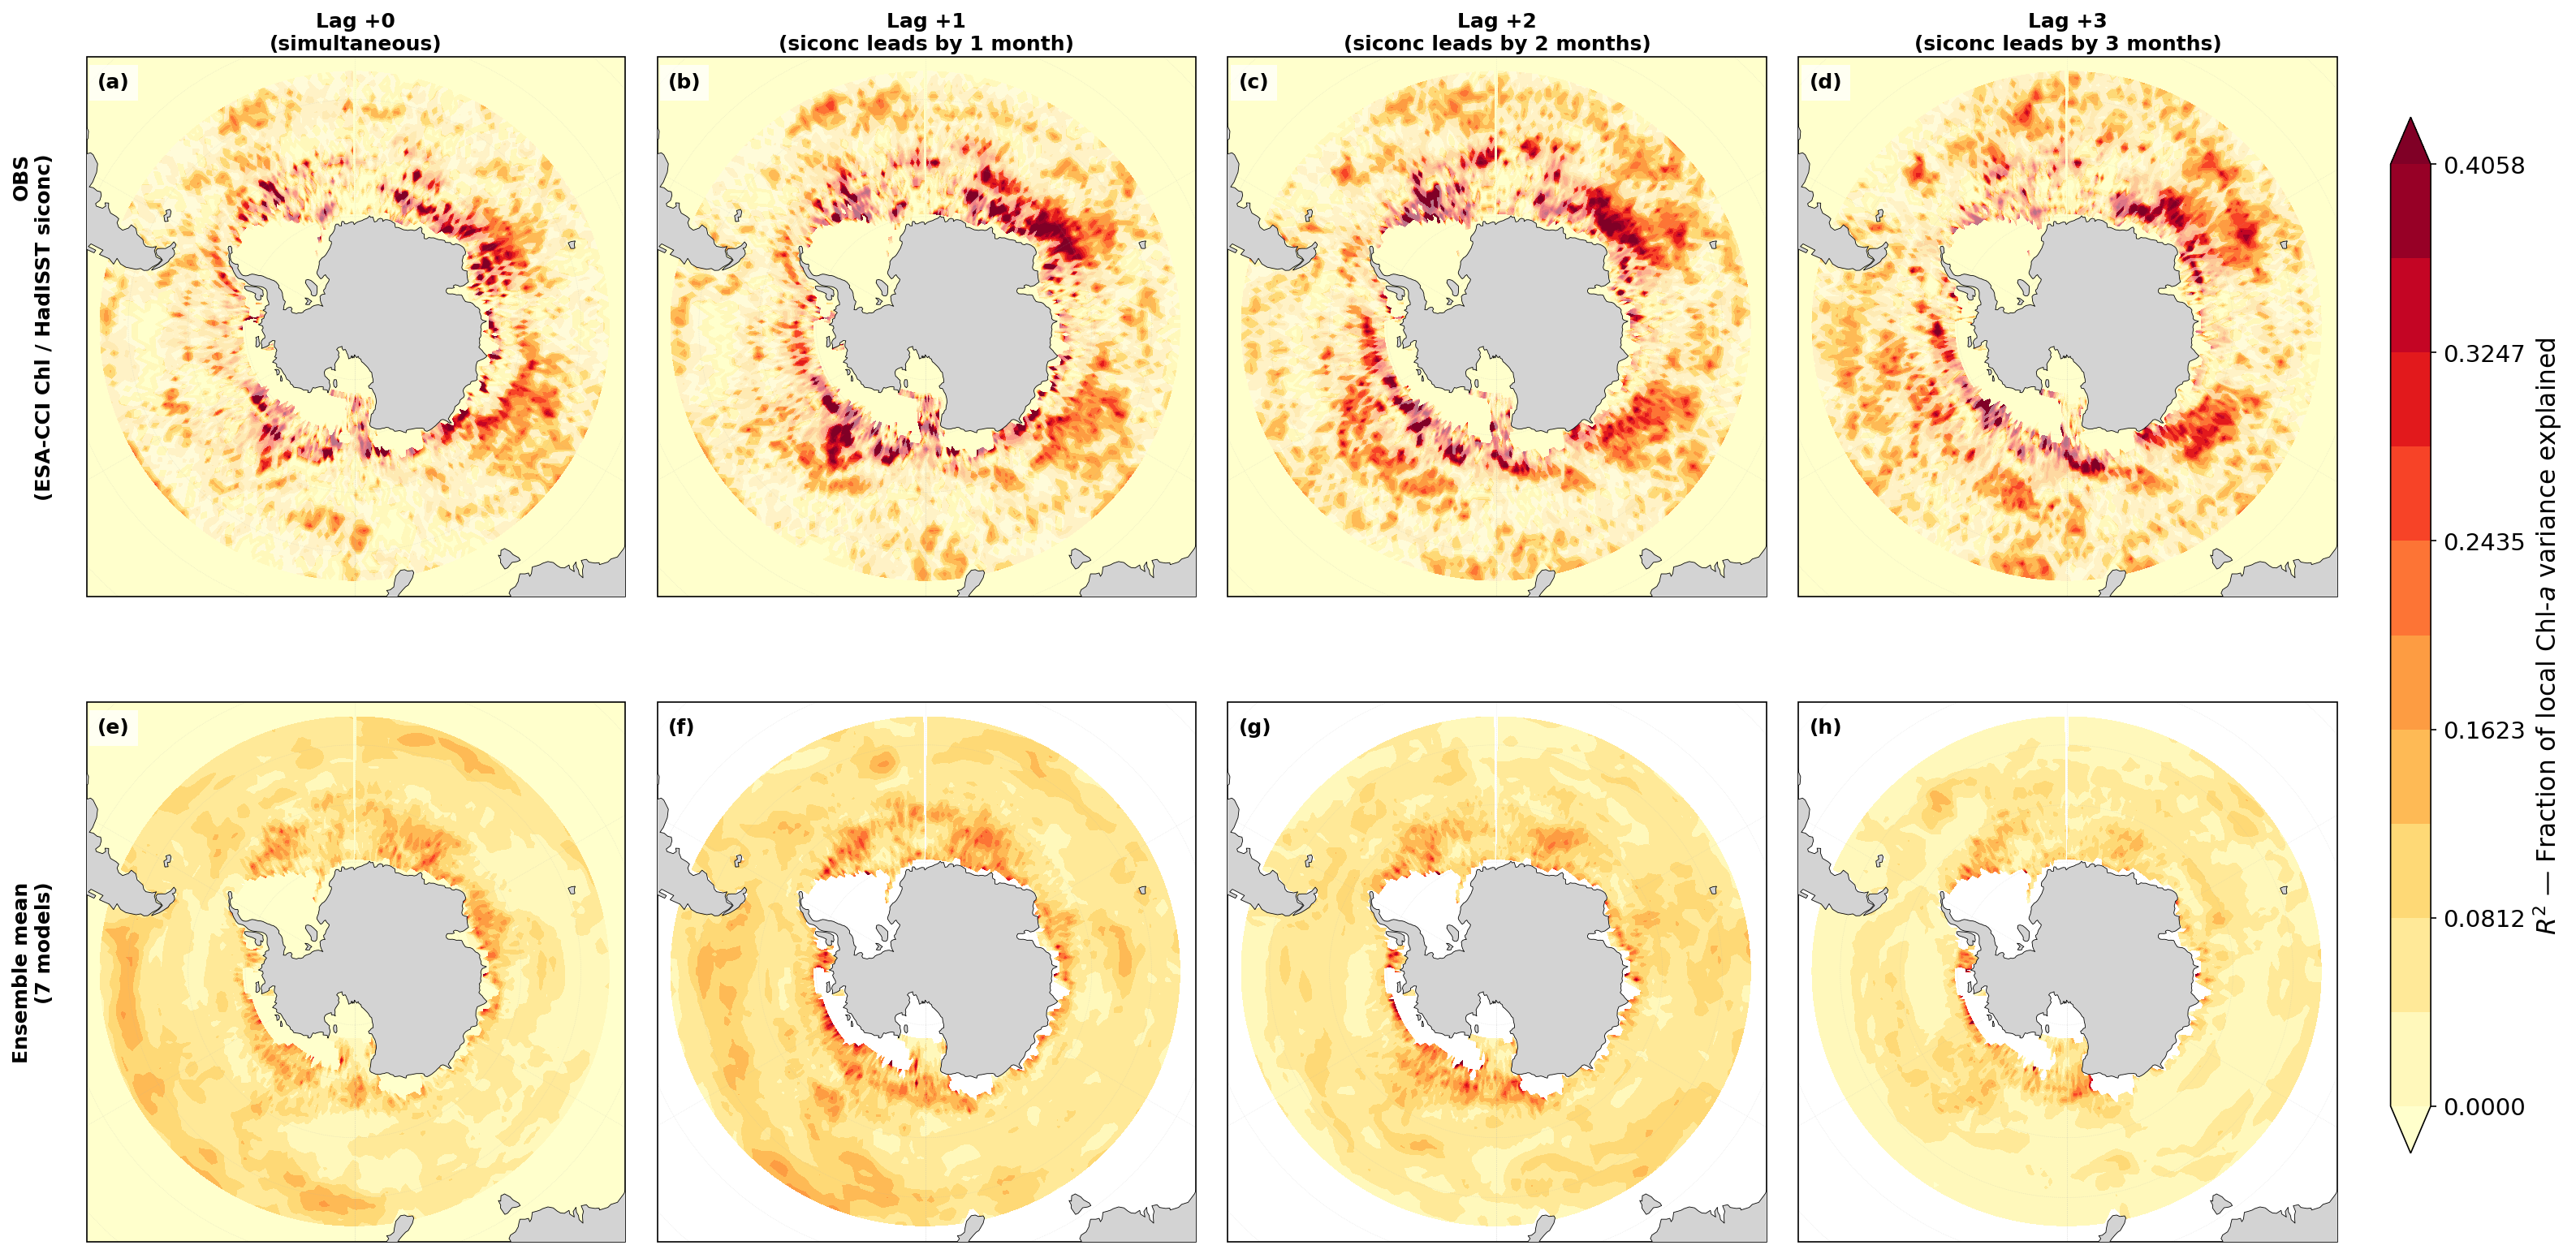 Lag +0
(simultaneous)
Lag +1
(siconc leads by 1 month)
Lag +2
(siconc leads by 2 months)
Lag +3
(siconc leads by 3 months)
OBS
(ESA-CCI Chl / HadISST siconc)
(a)
(b)
(c)
(d)
Ensemble mean
(7 models)
(e)
(f)
(g)
(h)
0.4058
0.3247
0.2435
0.1623
0.0812
0.0000
R² — Fraction of local Chl-a variance explained